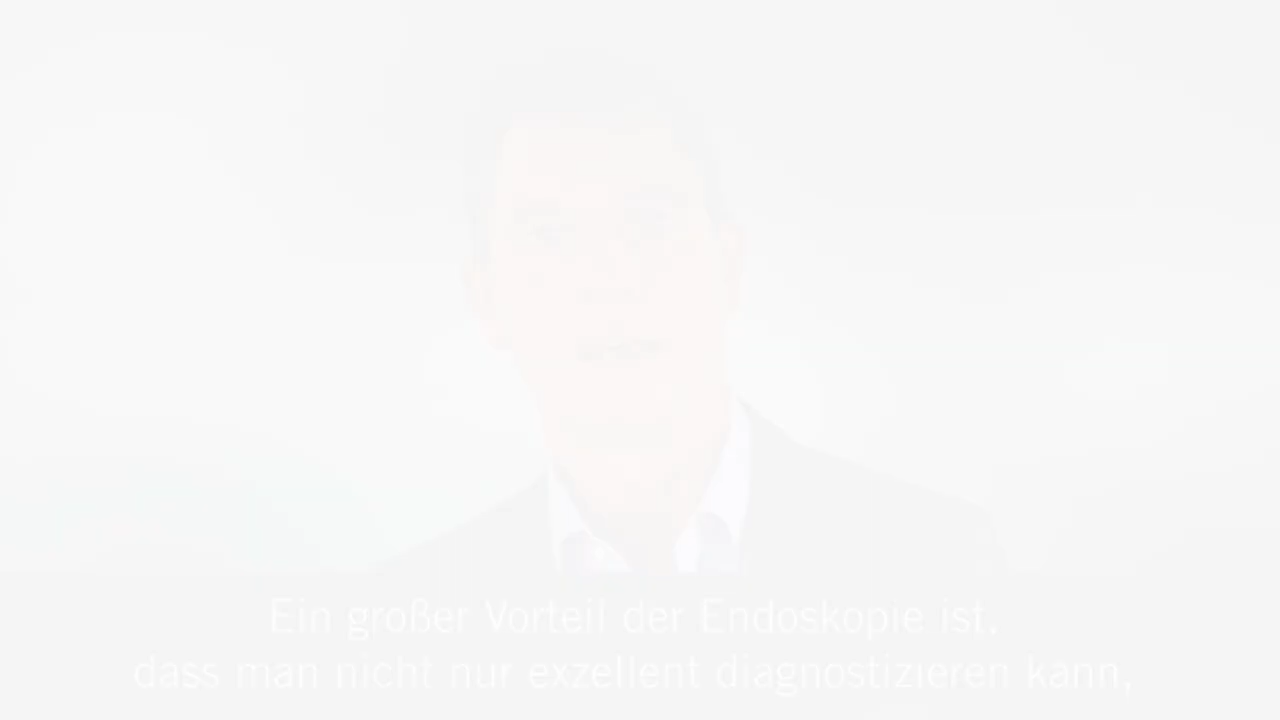 Ein großer Vorteil der Endoskopie ist,
dass man nicht nur exzellent diagnostizieren kann,